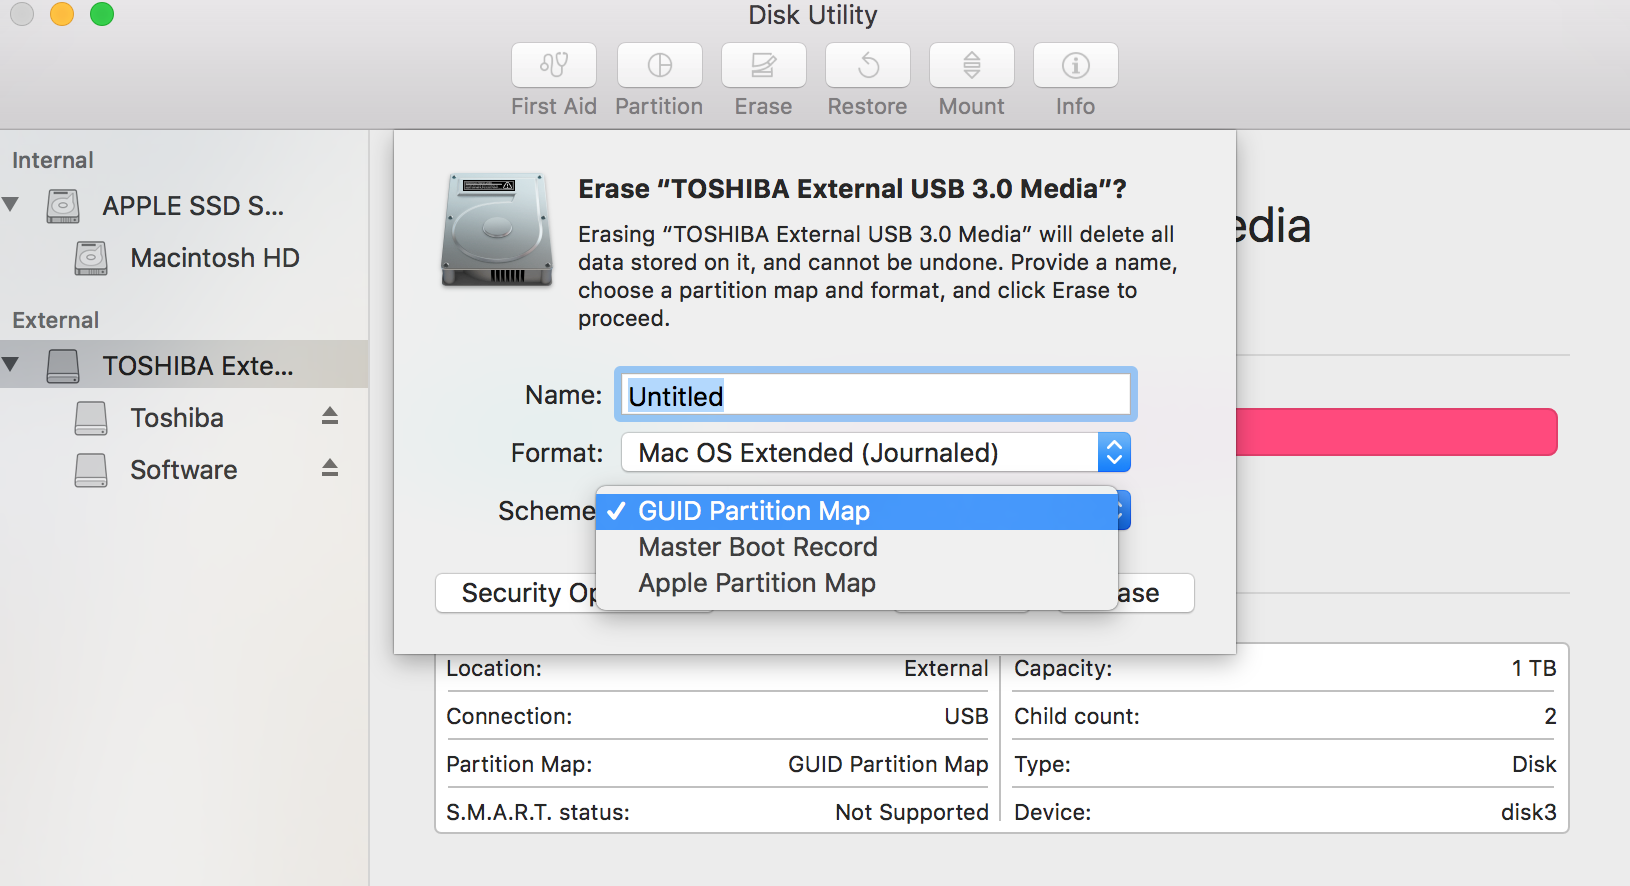 Disk Utility
First Aid
Partition
Erase
Restore
Mount
Info
Internal
APPLE SSD S...
Macintosh HD
External
TOSHIBA Exte...
Toshiba
Software
Erase “TOSHIBA External USB 3.0 Media”?
Erasing “TOSHIBA External USB 3.0 Media” will delete all
data stored on it, and cannot be undone. Provide a name,
choose a partition map and format, and click Erase to
proceed.
edia
Name: Untitled
Format: Mac OS Extended (Journaled)
Scheme
✓ GUID Partition Map
Master Boot Record
Apple Partition Map
Security Op
ase
Location: External
Connection: USB
Partition Map: GUID Partition Map
S.M.A.R.T. status: Not Supported
Capacity: 1 TB
Child count: 2
Type: Disk
Device: disk3